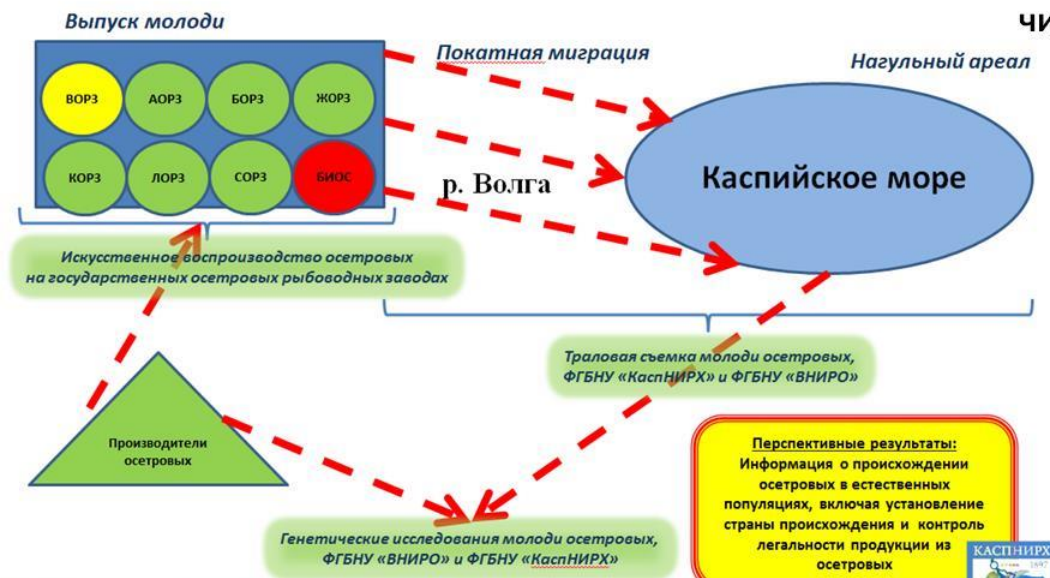 чи
Выпуск молоди
Покатная миграция
Нагульный ареал
ВОРЗ АОРЗ БОРЗ ЖОРЗ
КОРЗ ЛОРЗ СОРЗ БИОС
р. Волга
Каспийское море
Искусственное воспроизводство осетровых
на государственных осетровых рыбоводных заводах
Траловая съемка молоди осетровых,
ФГБНУ «КаспНИРХ» и ФГБНУ «ВНИРО»
Производители
осетровых
Перспективные результаты:
Информация о происхождении
осетровых в естественных
популяциях, включая установление
страны происхождения и контроль
легальности продукции из
осетровых
Генетические исследования молоди осетровых,
ФГБНУ «ВНИРО» и ФГБНУ «КаспНИРХ»
КАСПНИРХ
1897